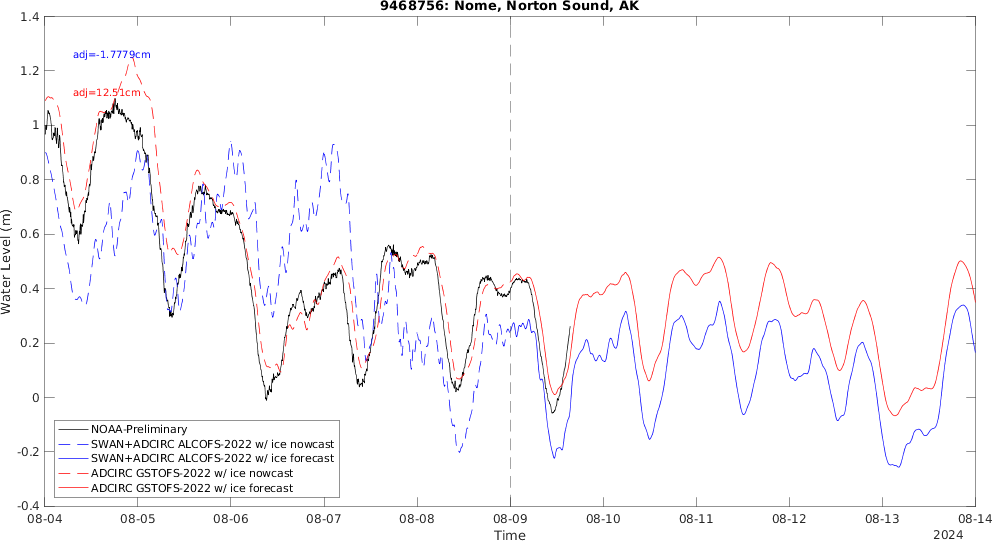 9468756: Nome, Norton Sound, AK
1.4
1.2
1
0.8
0.6
0.4
0.2
0
-0.2
-0.4
Water Level (m)
adj=-1.7779cm
adj=12.51cm
NOAA-Preliminary
SWAN+ADCIRC ALCOFS-2022 w/ ice nowcast
SWAN+ADCIRC ALCOFS-2022 w/ ice forecast
ADCIRC GSTOFS-2022 w/ ice nowcast
ADCIRC GSTOFS-2022 w/ ice forecast
08-04 08-05 08-06 08-07 08-08 08-09 08-10 08-11 08-12 08-13 08-14
Time
2024